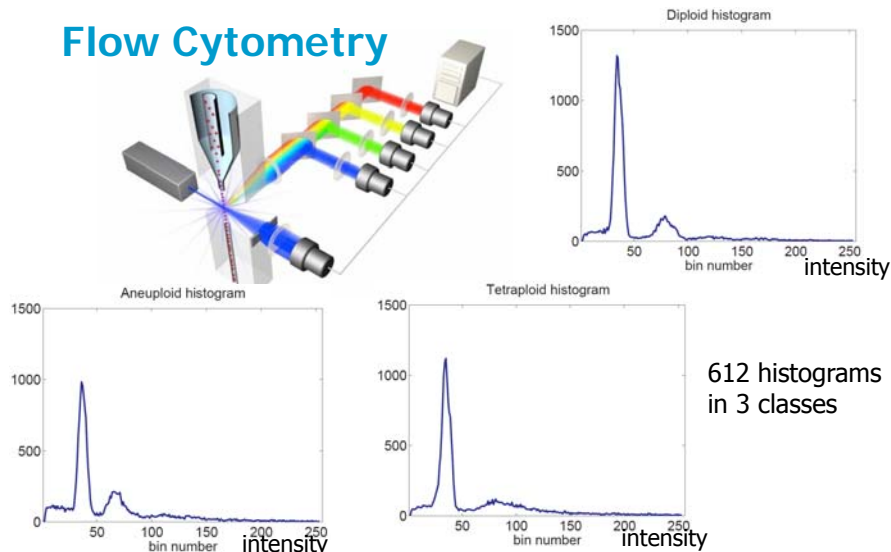 Flow Cytometry
Diploid histogram
1500
1000
500
0
50
100
150
200
250
bin number
intensity
Aneuploid histogram
1500
1000
500
0
50
100
150
200
250
bin number
intensity
Tetraploid histogram
1500
1000
500
0
50
100
150
200
250
bin number
intensity
612 histograms
in 3 classes